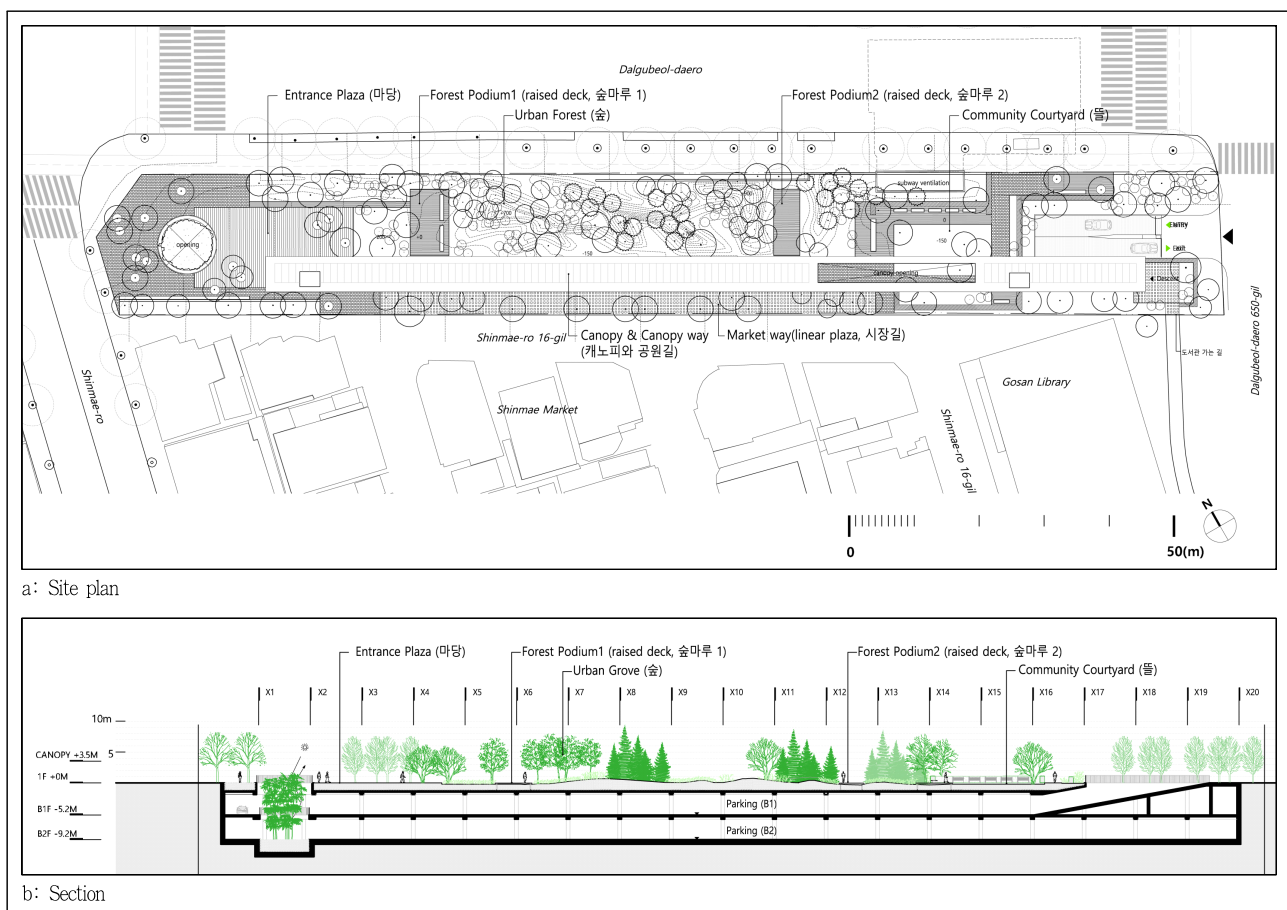 Dalgubeol-daero
Entrance Plaza (마당)
Forest Podium1 (raised deck, 숲마루 1)
Urban Forest (숲)
Forest Podium2 (raised deck, 숲마루 2)
Community Courtyard (뜰)
subway ventilation
opening
-150
0
-150
ENTRY
Exit
canopy opening
Descent
Shinmae-ro 16-gil
Canopy & Canopy way
(캐노피와 공원길)
Market way(linear plaza, 시장길)
도서관 가는 길
Dalgubeol-daero 650-gil
Shinmae-ro
Shinmae Market
Gosan Library
Shinmae-ro 16-gil
N
0
50(m)
a: Site plan
Entrance Plaza (마당)
Forest Podium1 (raised deck, 숲마루 1)
Urban Grove (숲)
Forest Podium2 (raised deck, 숲마루 2)
Community Courtyard (뜰)
X1 X2 X3 X4 X5 X6 X7 X8 X9 X10 X11 X12 X13 X14 X15 X16 X17 X18 X19 X20
10m
CANOPY +3.5M
5
1F +0M
B1F -5.2M
Parking (B1)
B2F -9.2M
Parking (B2)
b: Section